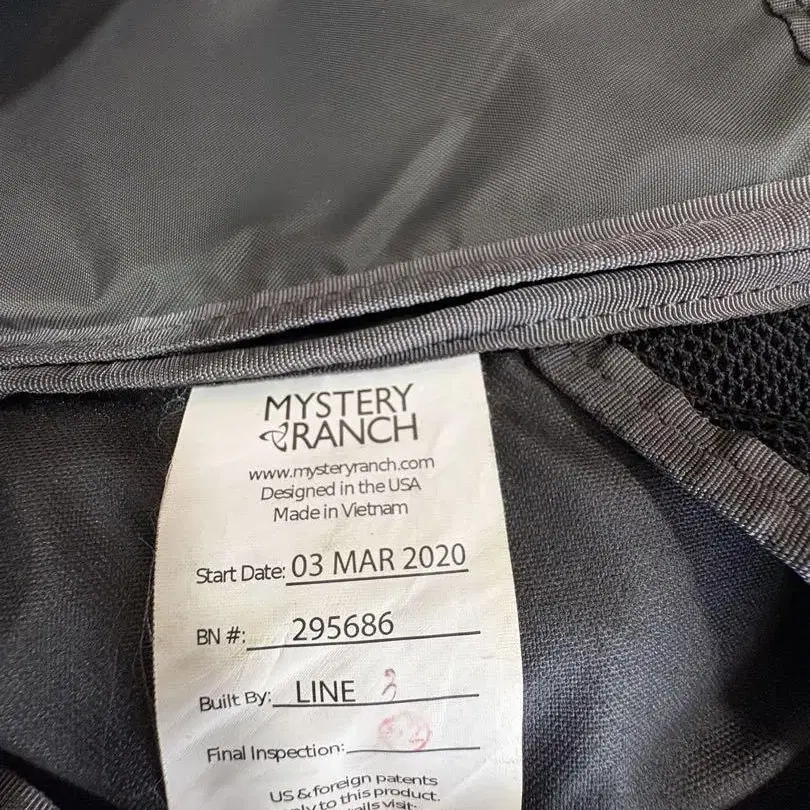 MYSTERY
RANCH
www.mysteryranch.com
Designed in the USA
Made in Vietnam
Start Date: 03 MAR 2020
BN #: 295686
Built By: LINE 3
Final Inspection:
US & foreign patents
to this product.
visit: